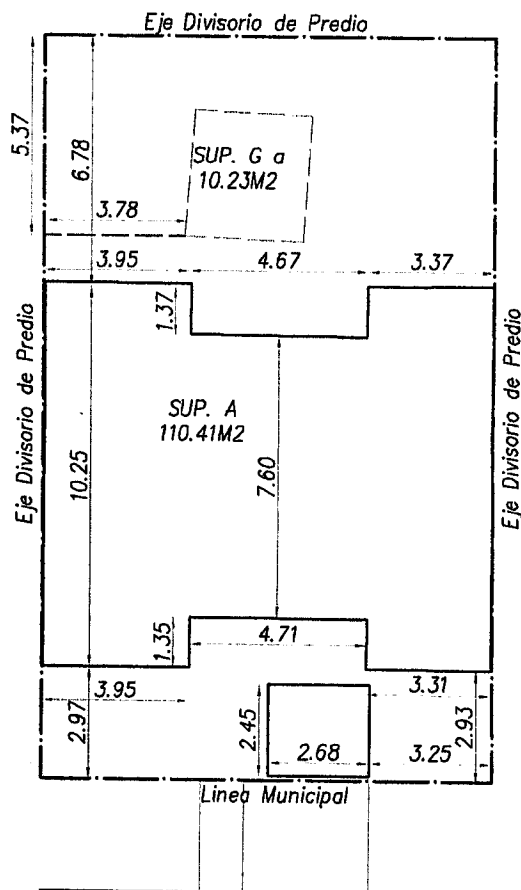 Eje Divisorio de Predio
5.37
6.78
SUP. G a
10.23M2
3.78
3.95
4.67
3.37
1.37
Eje Divisorio de Predio
Eje Divisorio de Predio
SUP. A
110.41M2
10.25
7.60
1.35
4.71
3.95
3.31
2.97
2.45
2.93
2.68
3.25
Linea Municipal